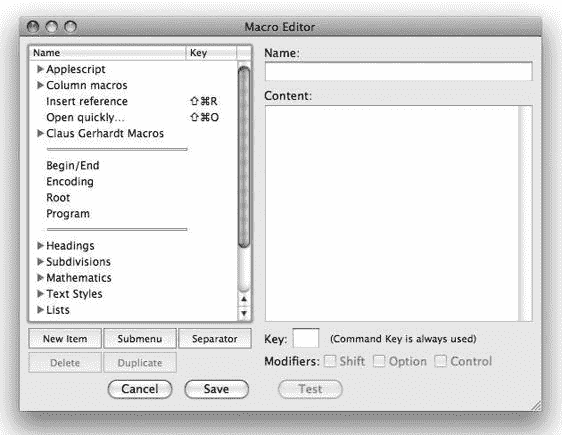 Macro Editor
Name Key
Applescript
Column macros
Insert reference ⇧⌘R
Open quickly... ⇧⌘O
Claus Gerhardt Macros
Begin/End
Encoding
Root
Program
Headings
Subdivisions
Mathematics
Text Styles
Lists
New Item Submenu Separator
Delete Duplicate
Cancel Save
Name:
Content:
Key: (Command Key is always used)
Modifiers: Shift Option Control
Test